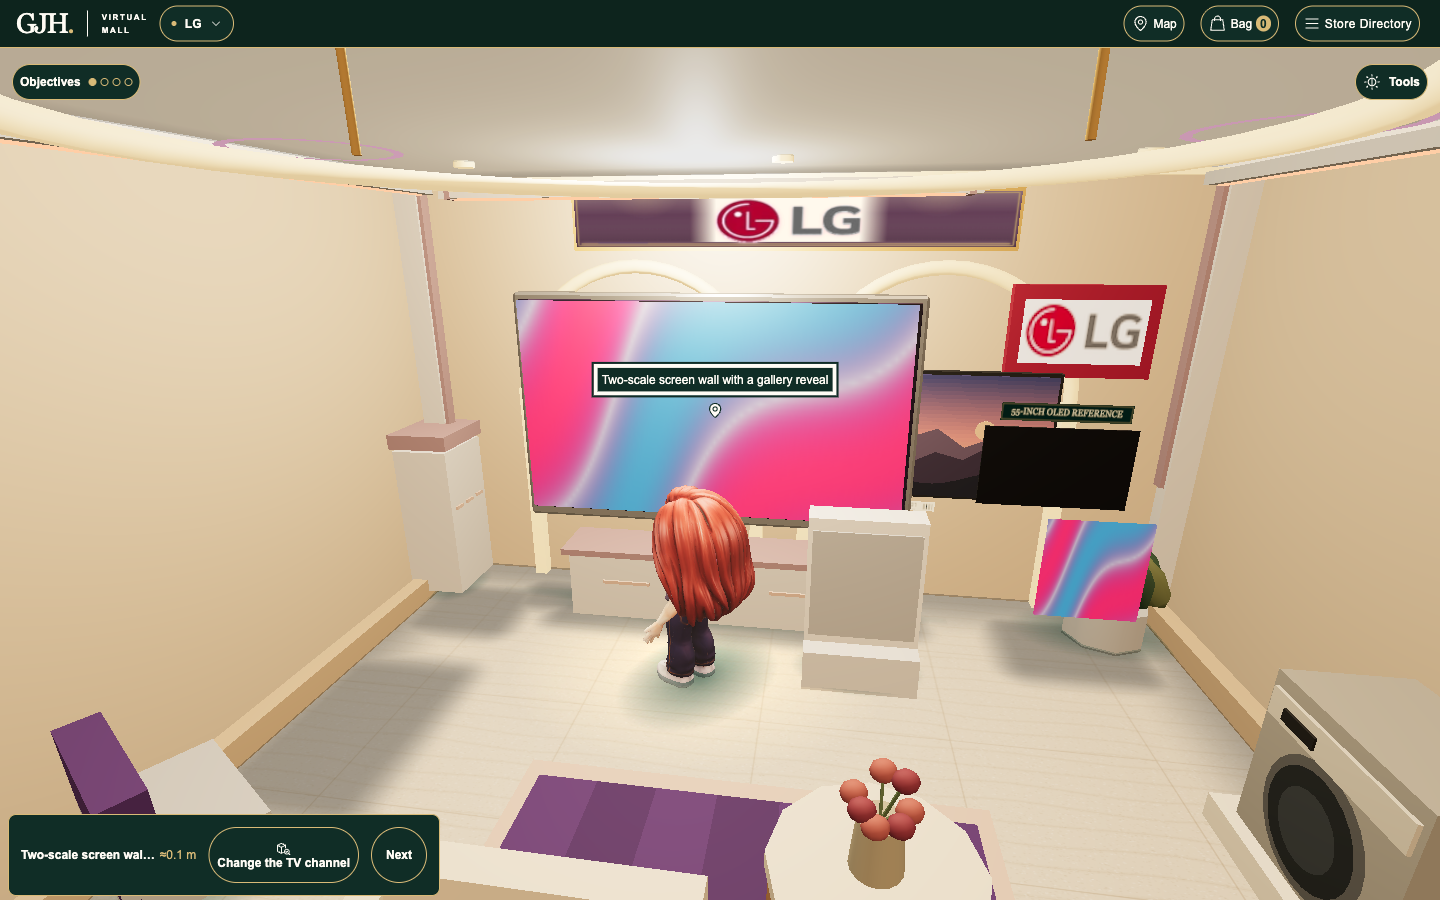 GJH.
VIRTUAL
MALL
LG
Map
Bag 0
Store Directory
Objectives
Tools
LG
LG
Two-scale screen wall with a gallery reveal
55-INCH OLED REFERENCE
Two-scale screen wal... ≈0.1 m
Change the TV channel
Next